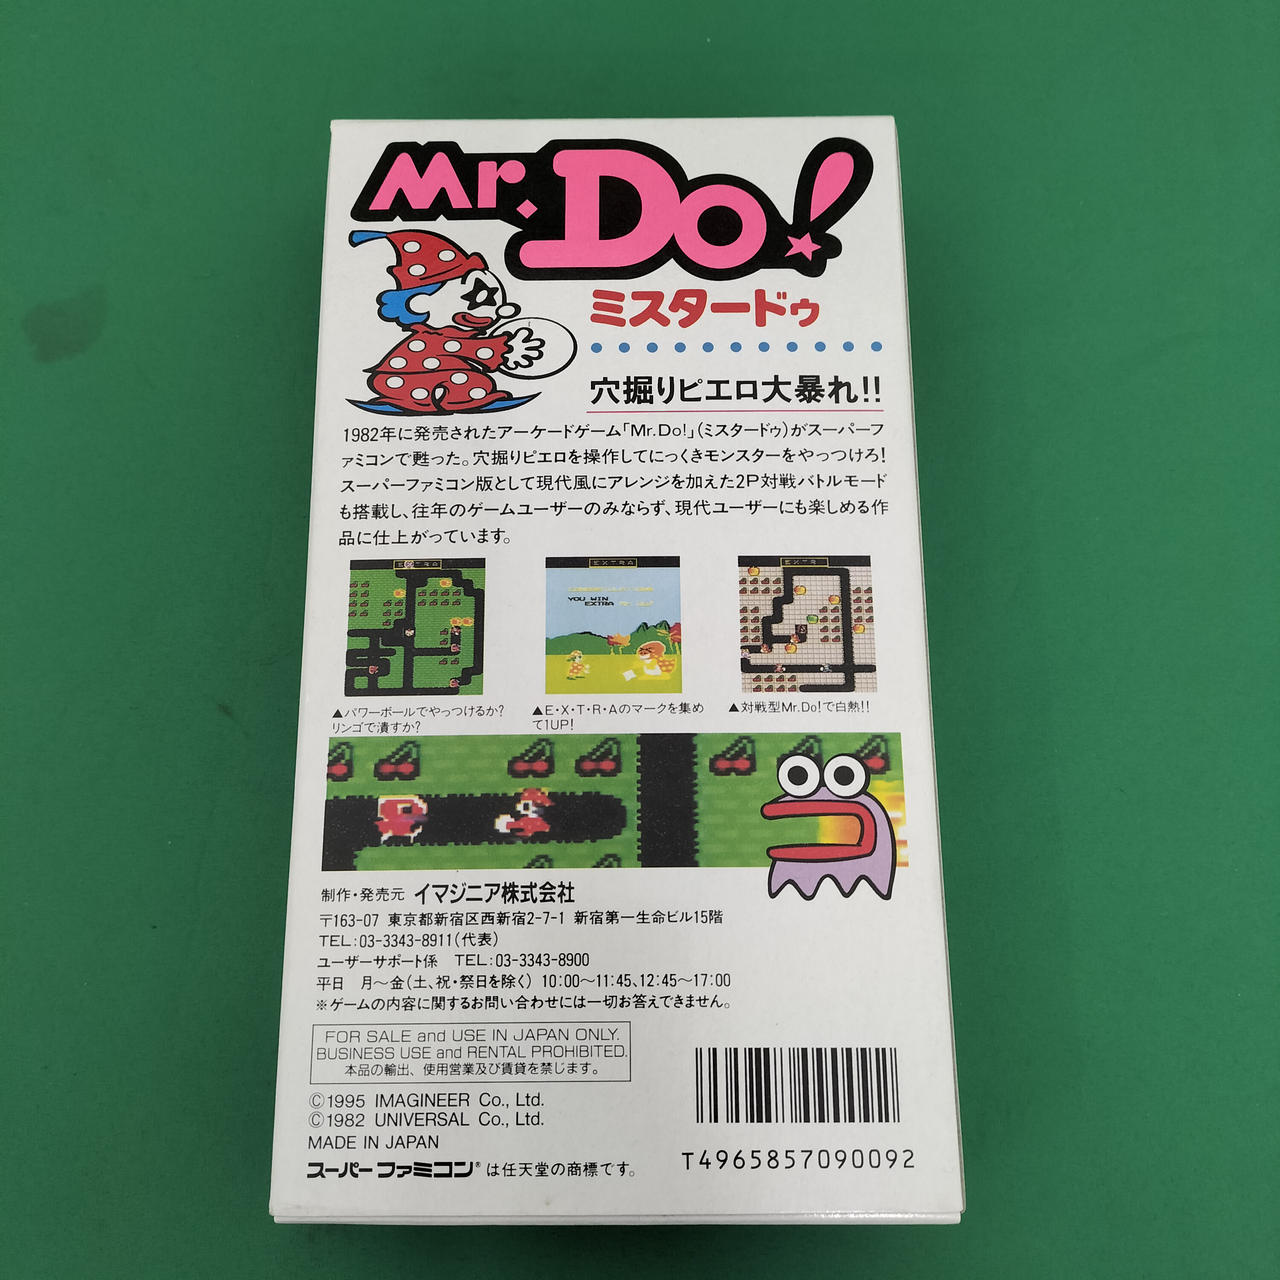 Mr. Do!
ミスタードゥ
穴掘りピエロ大暴れ!!
1982年に発売されたアーケードゲーム「Mr.Do!」(ミスタードゥ)がスーパーフ
ァミコンで甦った。穴掘りピエロを操作してにっくきモンスターをやっつけろ!
スーパーファミコン版として現代風にアレンジを加えた2P対戦バトルモード
も搭載し、往年のゲームユーザーのみならず、現代ユーザーにも楽しめる作
品に仕上がっています。
EXTRA
EXTRA
YOU WIN
EXTRA
EXTR
▲パワーボールでやっつけるか?
リンゴで潰すか?
▲E・X・T・R・Aのマークを集め
て1UP!
▲対戦型Mr.Do!で白熱!!
制作・発売元 イマジニア株式会社
〒163-07 東京都新宿区西新宿2-7-1 新宿第一生命ビル15階
TEL:03-3343-8911(代表)
ユーザーサポート係 TEL:03-3343-8900
平日 月~金(土、祝・祭日を除く) 10:00~11:45、12:45~17:00
※ゲームの内容に関するお問い合わせには一切お答えできません。
FOR SALE and USE IN JAPAN ONLY.
BUSINESS USE and RENTAL PROHIBITED.
本品の輸出、使用営業及び賃貸を禁じます。
©1995 IMAGINEER Co., Ltd.
©1982 UNIVERSAL Co., Ltd.
MADE IN JAPAN
スーパーファミコン®は任天堂の商標です。
T4965857090092